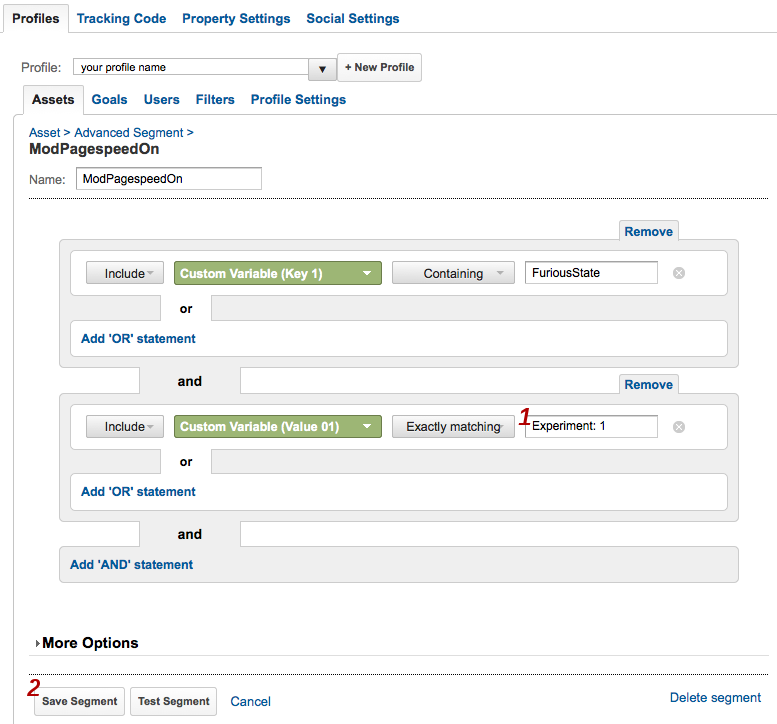 Profiles Tracking Code Property Settings Social Settings
Profile: your profile name ▼ + New Profile
Assets Goals Users Filters Profile Settings
Asset > Advanced Segment >
ModPagespeedOn
Name: ModPagespeedOn
Remove
Include Custom Variable (Key 1) Containing FuriousState
or
Add 'OR' statement
and
Remove
Include Custom Variable (Value 01) Exactly matching 1 Experiment: 1
or
Add 'OR' statement
and
Add 'AND' statement
More Options
2 Save Segment Test Segment Cancel Delete segment